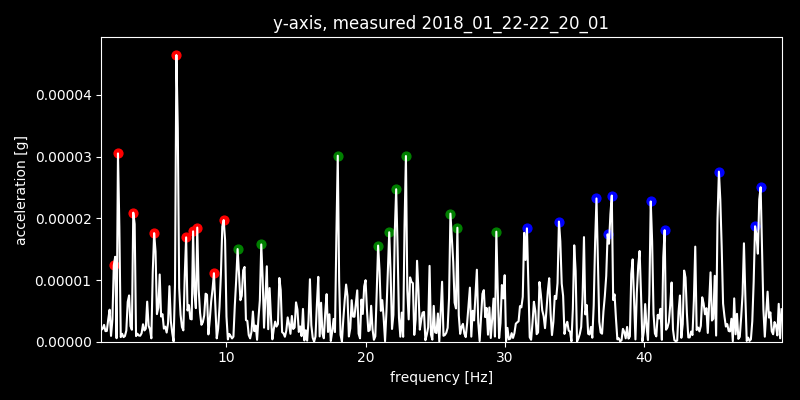 y-axis, measured 2018_01_22-22_20_01
acceleration [g]
0.00004
0.00003
0.00002
0.00001
0.00000
10 20 30 40
frequency [Hz]